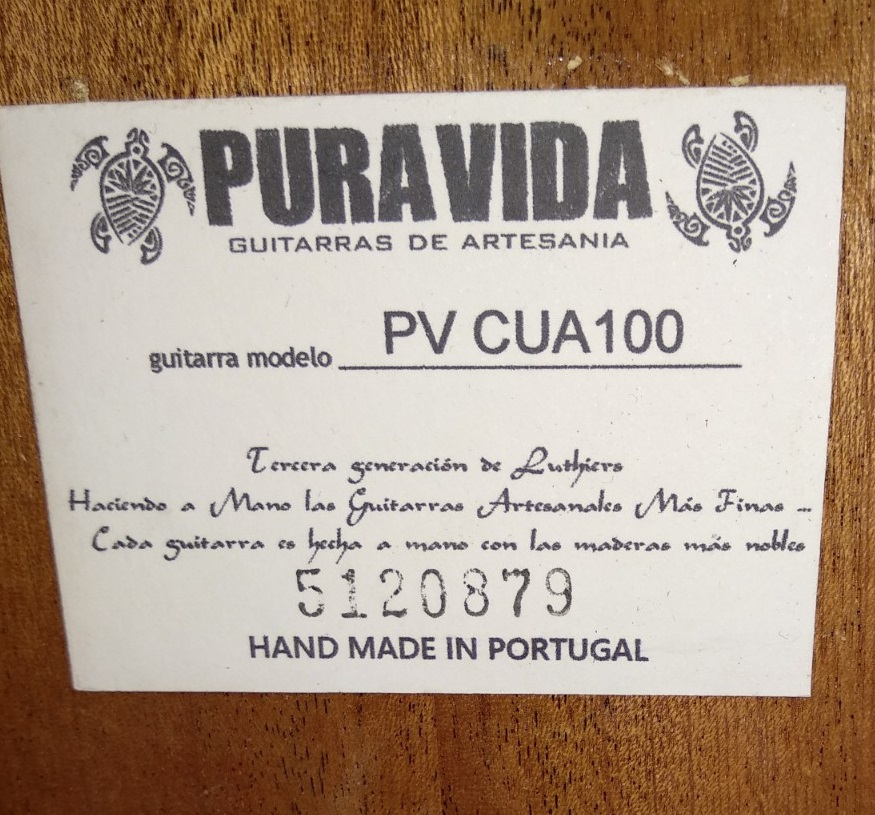 PURAVIDA
GUITARRAS DE ARTESANIA
guitarra modelo PV CUA100
Tercera generación de Luthiers
Haciendo a Mano las Guitarras Artesanales Más Finas ...
Cada guitarra es hecha a mano con las maderas más nobles
5120879
HAND MADE IN PORTUGAL